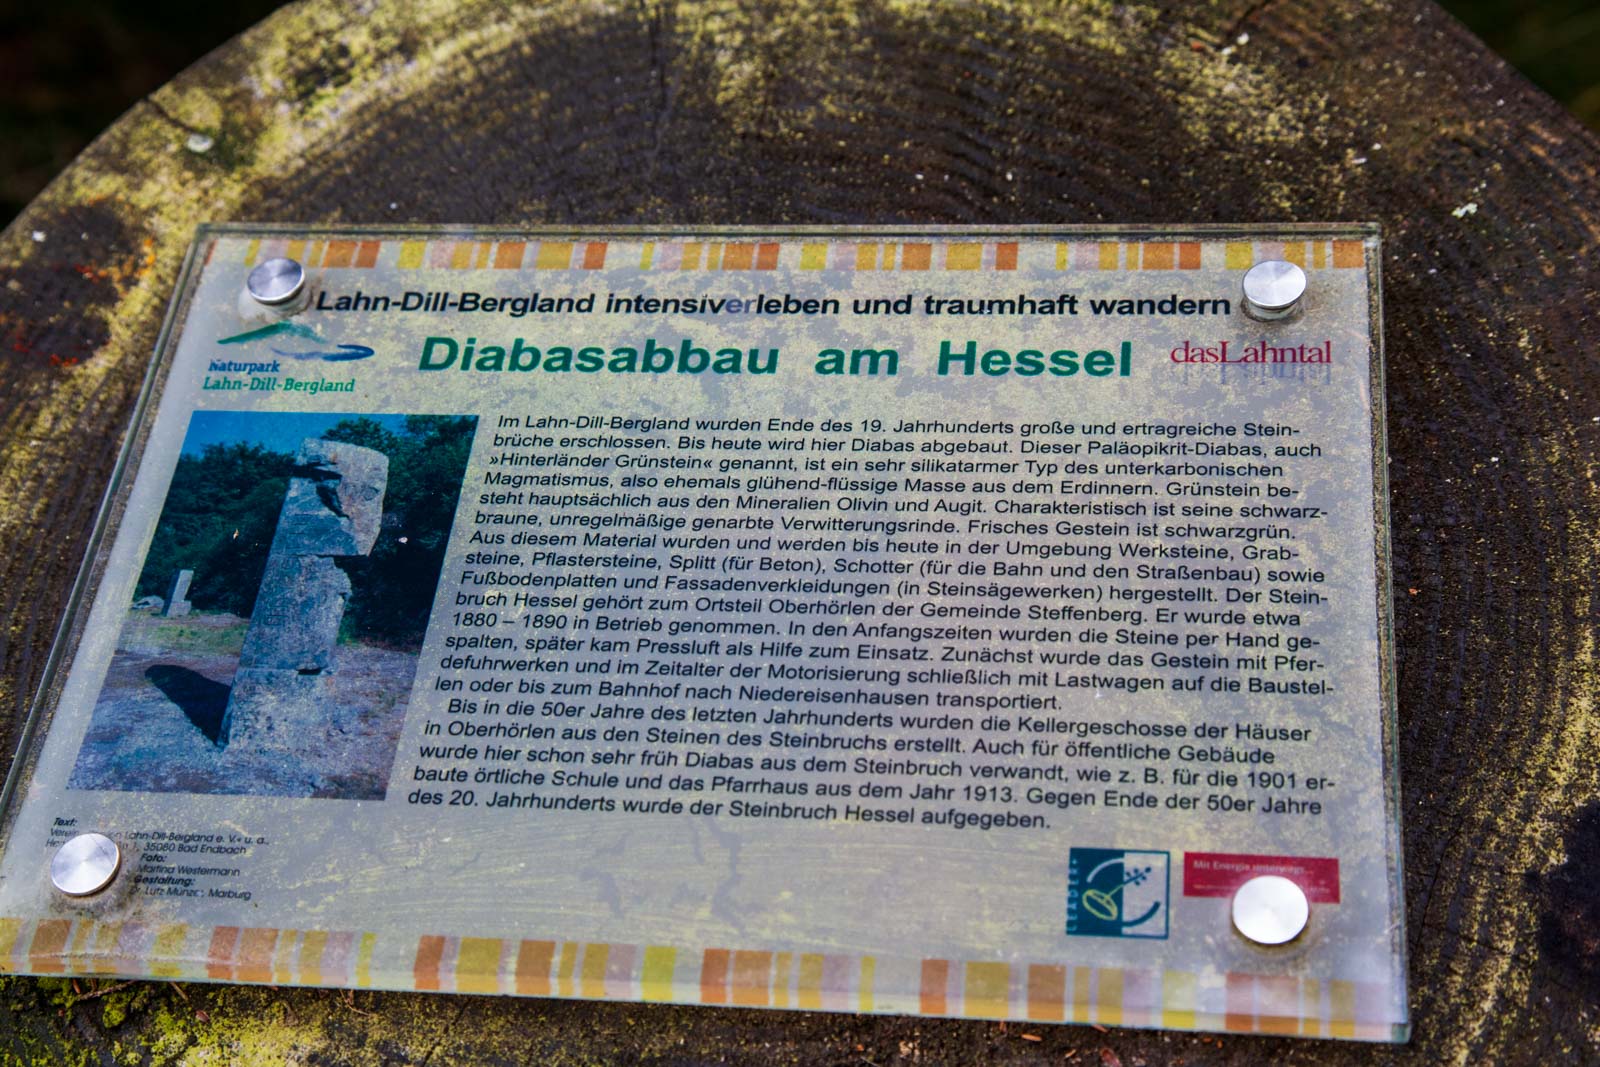 Lahn-Dill-Bergland intensiverleben und traumhaft wandern
Naturpark
Lahn-Dill-Bergland
Diabasabbau am Hessel
dasLahntal
Im Lahn-Dill-Bergland wurden Ende des 19. Jahrhunderts große und ertragreiche Stein-
brüche erschlossen. Bis heute wird hier Diabas abgebaut. Dieser Paläopikrit-Diabas, auch
»Hinterländer Grünstein« genannt, ist ein sehr silikatarmer Typ des unterkarbonischen
Magmatismus, also ehemals glühend-flüssige Masse aus dem Erdinnern. Grünstein be-
steht hauptsächlich aus den Mineralien Olivin und Augit. Charakteristisch ist seine schwarz-
braune, unregelmäßige genarbte Verwitterungsrinde. Frisches Gestein ist schwarzgrün.
Aus diesem Material wurden und werden bis heute in der Umgebung Werksteine, Grab-
steine, Pflastersteine, Splitt (für Beton), Schotter (für die Bahn und den Straßenbau) sowie
Fußbodenplatten und Fassadenverkleidungen (in Steinsägewerken) hergestellt. Der Stein-
bruch Hessel gehört zum Ortsteil Oberhörlen der Gemeinde Steffenberg. Er wurde etwa
1880 – 1890 in Betrieb genommen. In den Anfangszeiten wurden die Steine per Hand ge-
spalten, später kam Pressluft als Hilfe zum Einsatz. Zunächst wurde das Gestein mit Pfer-
defuhrwerken und im Zeitalter der Motorisierung schließlich mit Lastwagen auf die Baustel-
len oder bis zum Bahnhof nach Niedereisenhausen transportiert.
Bis in die 50er Jahre des letzten Jahrhunderts wurden die Kellergeschosse der Häuser
in Oberhörlen aus den Steinen des Steinbruchs erstellt. Auch für öffentliche Gebäude
wurde hier schon sehr früh Diabas aus dem Steinbruch verwandt, wie z. B. für die 1901 er-
baute örtliche Schule und das Pfarrhaus aus dem Jahr 1913. Gegen Ende der 50er Jahre
des 20. Jahrhunderts wurde der Steinbruch Hessel aufgegeben.
Text:
Lahn-Dill-Bergland e. V.« u. a.,
35080 Bad Endbach
Foto:
Martina Westermann
Gestaltung:
Dr. Lutz Münzer, Marburg
LEADER+
Mit Energie unterwegs...